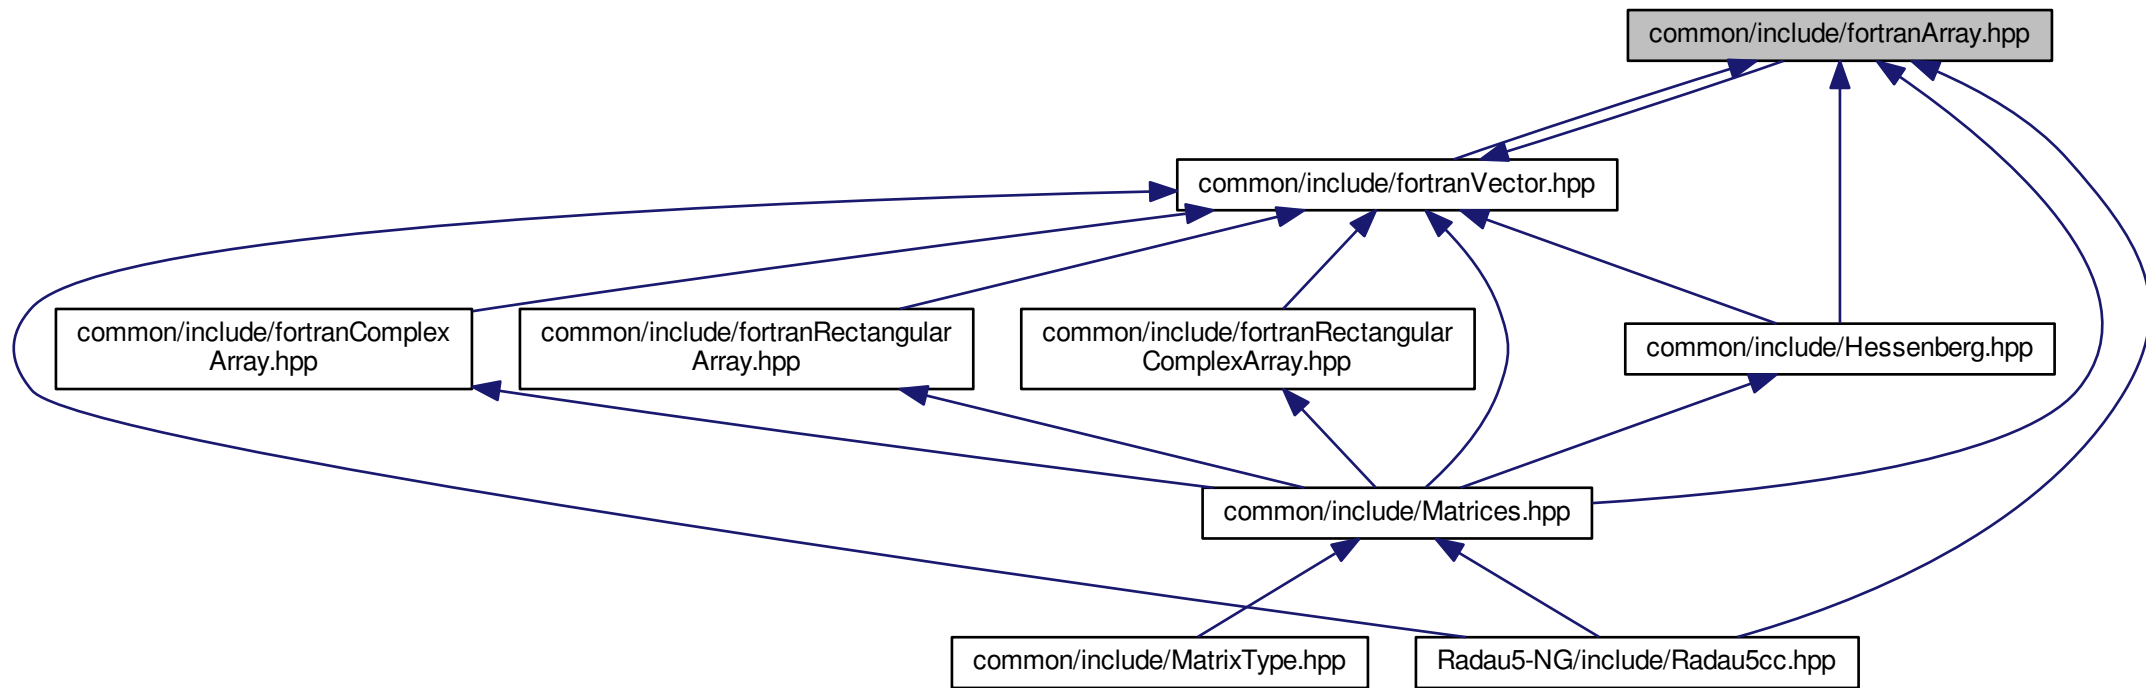 common/include/fortranArray.hpp
common/include/fortranVector.hpp
common/include/fortranComplex
Array.hpp
common/include/fortranRectangular
Array.hpp
common/include/fortranRectangular
ComplexArray.hpp
common/include/Hessenberg.hpp
common/include/Matrices.hpp
common/include/MatrixType.hpp
Radau5-NG/include/Radau5cc.hpp